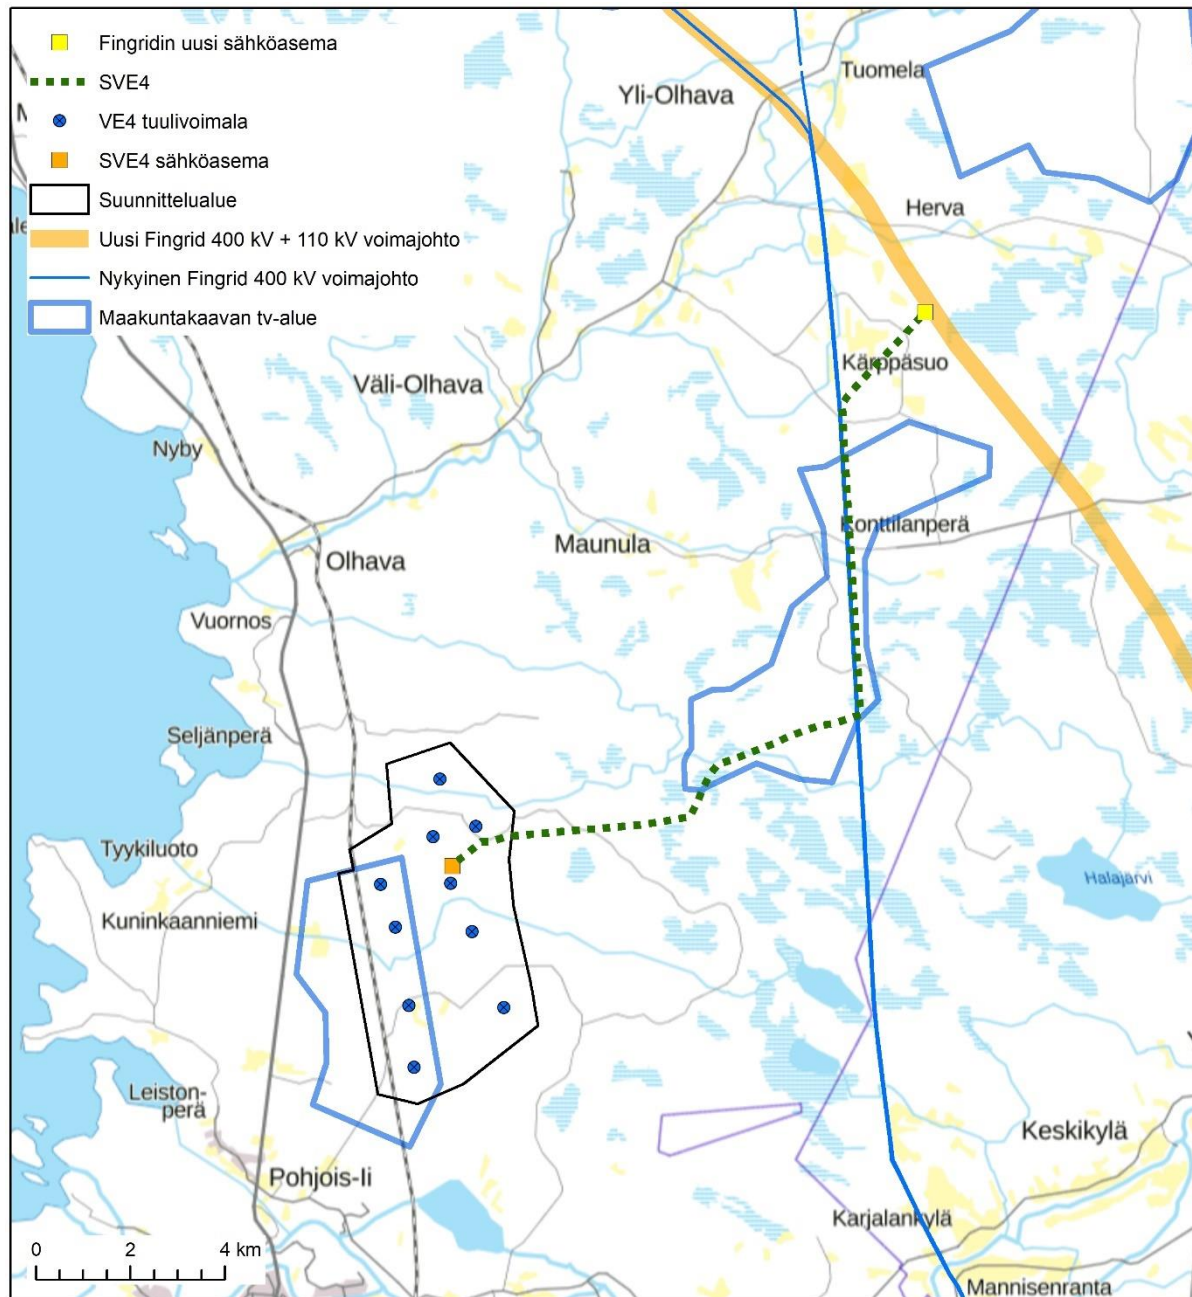 Fingridin uusi sähköasema
SVE4
VE4 tuulivoimala
SVE4 sähköasema
Suunnittelualue
Uusi Fingrid 400 kV + 110 kV voimajohto
Nykyinen Fingrid 400 kV voimajohto
Maakuntakaavan tv-alue
Tuomela
Yli-Olhava
Herva
Kärppäsuo
Väli-Olhava
Nyby
Konttilanperä
Maunula
Olhava
Vuornos
Seljänperä
Tyykiluoto
Halajärvi
Kuninkaanniemi
Leiston-
perä
Keskikylä
Pohjois-Ii
Karjalankylä
0 2 4 km
Mannisenranta